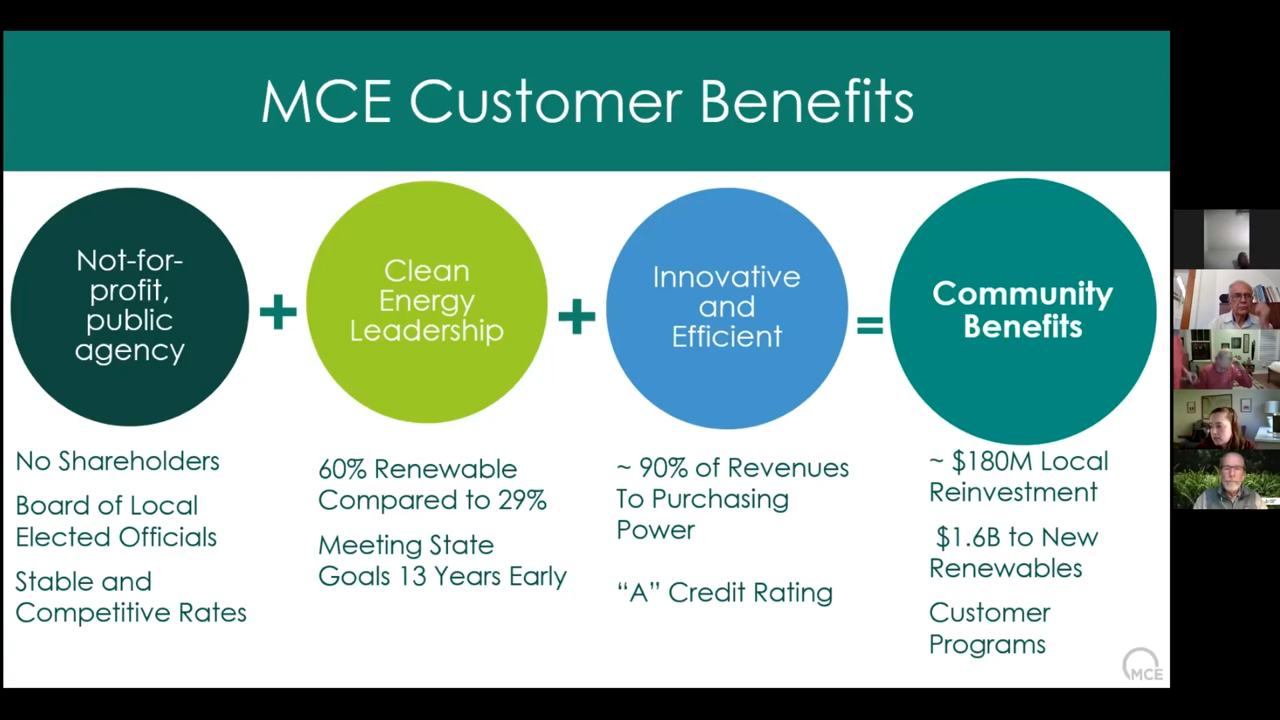 MCE Customer Benefits
Not-for-
profit,
public
agency
+
Clean
Energy
Leadership
+
Innovative
and
Efficient
=
Community
Benefits
No Shareholders
Board of Local
Elected Officials
Stable and
Competitive Rates
60% Renewable
Compared to 29%
Meeting State
Goals 13 Years Early
~ 90% of Revenues
To Purchasing
Power
“A” Credit Rating
~ $180M Local
Reinvestment
$1.6B to New
Renewables
Customer
Programs
MCE